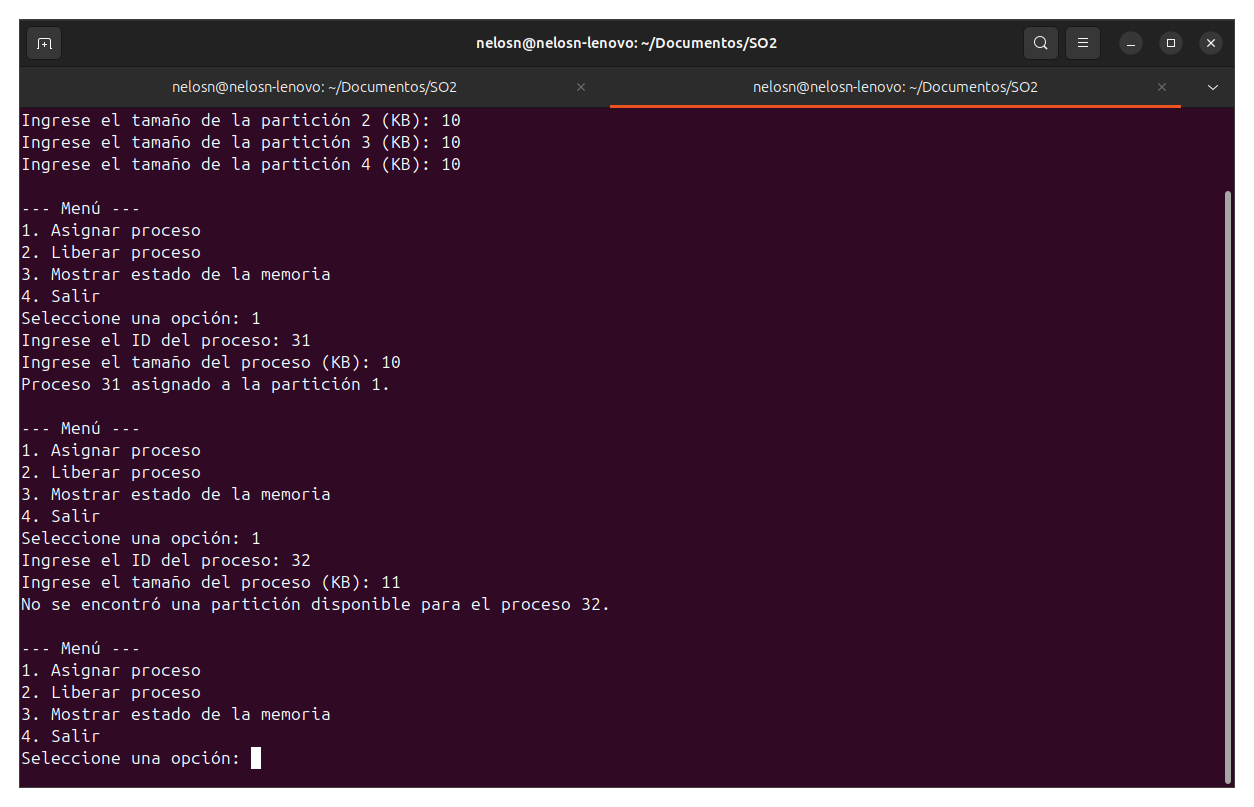 nelosn@nelosn-lenovo: ~/Documentos/SO2
nelosn@nelosn-lenovo: ~/Documentos/SO2
nelosn@nelosn-lenovo: ~/Documentos/SO2
Ingrese el tamaño de la partición 2 (KB): 10
Ingrese el tamaño de la partición 3 (KB): 10
Ingrese el tamaño de la partición 4 (KB): 10
--- Menú ---
1. Asignar proceso
2. Liberar proceso
3. Mostrar estado de la memoria
4. Salir
Seleccione una opción: 1
Ingrese el ID del proceso: 31
Ingrese el tamaño del proceso (KB): 10
Proceso 31 asignado a la partición 1.
--- Menú ---
1. Asignar proceso
2. Liberar proceso
3. Mostrar estado de la memoria
4. Salir
Seleccione una opción: 1
Ingrese el ID del proceso: 32
Ingrese el tamaño del proceso (KB): 11
No se encontró una partición disponible para el proceso 32.
--- Menú ---
1. Asignar proceso
2. Liberar proceso
3. Mostrar estado de la memoria
4. Salir
Seleccione una opción: